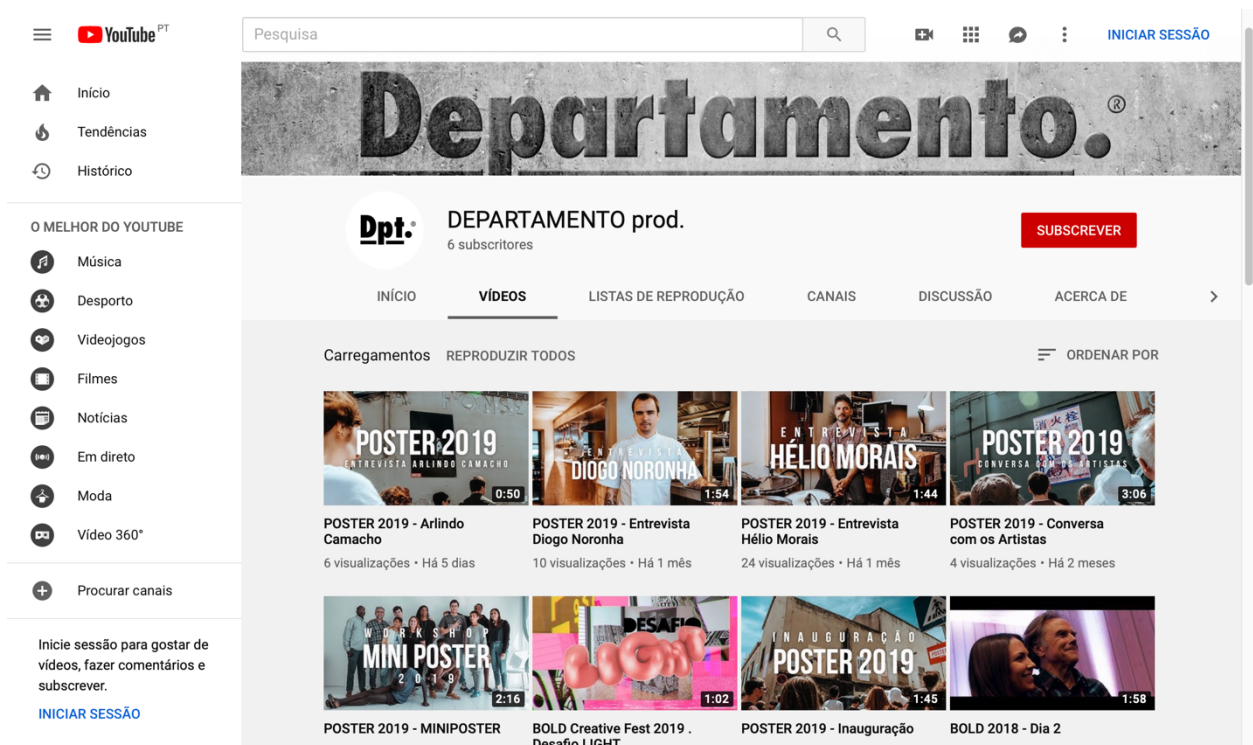 YouTube PT
Pesquisa
INICIAR SESSÃO
Início
Tendências
Histórico
O MELHOR DO YOUTUBE
Música
Desporto
Videojogos
Filmes
Notícias
Em direto
Moda
Vídeo 360°
Procurar canais
Inicie sessão para gostar de
vídeos, fazer comentários e
subscrever.
INICIAR SESSÃO
Departamento.®
Dpt.
DEPARTAMENTO prod.
6 subscritores
SUBSCREVER
INÍCIO VÍDEOS LISTAS DE REPRODUÇÃO CANAIS DISCUSSÃO ACERCA DE
Carregamentos REPRODUZIR TODOS
ORDENAR POR
POSTER 2019
ENTREVISTA ARLINDO CAMACHO
0:50
POSTER 2019 - Arlindo
Camacho
6 visualizações • Há 5 dias
ENTREVISTA
DIOGO NORONHA
1:54
POSTER 2019 - Entrevista
Diogo Noronha
10 visualizações • Há 1 mês
ENTREVISTA
HÉLIO MORAIS
1:44
POSTER 2019 - Entrevista
Hélio Morais
24 visualizações • Há 1 mês
POSTER 2019
CONVERSA COM OS ARTISTAS
3:06
POSTER 2019 - Conversa
com os Artistas
4 visualizações • Há 2 meses
WORKSHOP
MINI POSTER
2019
2:16
POSTER 2019 - MINIPOSTER
DESAFIO
LIGHT
1:02
BOLD Creative Fest 2019 .
Desafio LIGHT
INAUGURAÇÃO
POSTER 2019
1:45
POSTER 2019 - Inauguração
1:58
BOLD 2018 - Dia 2